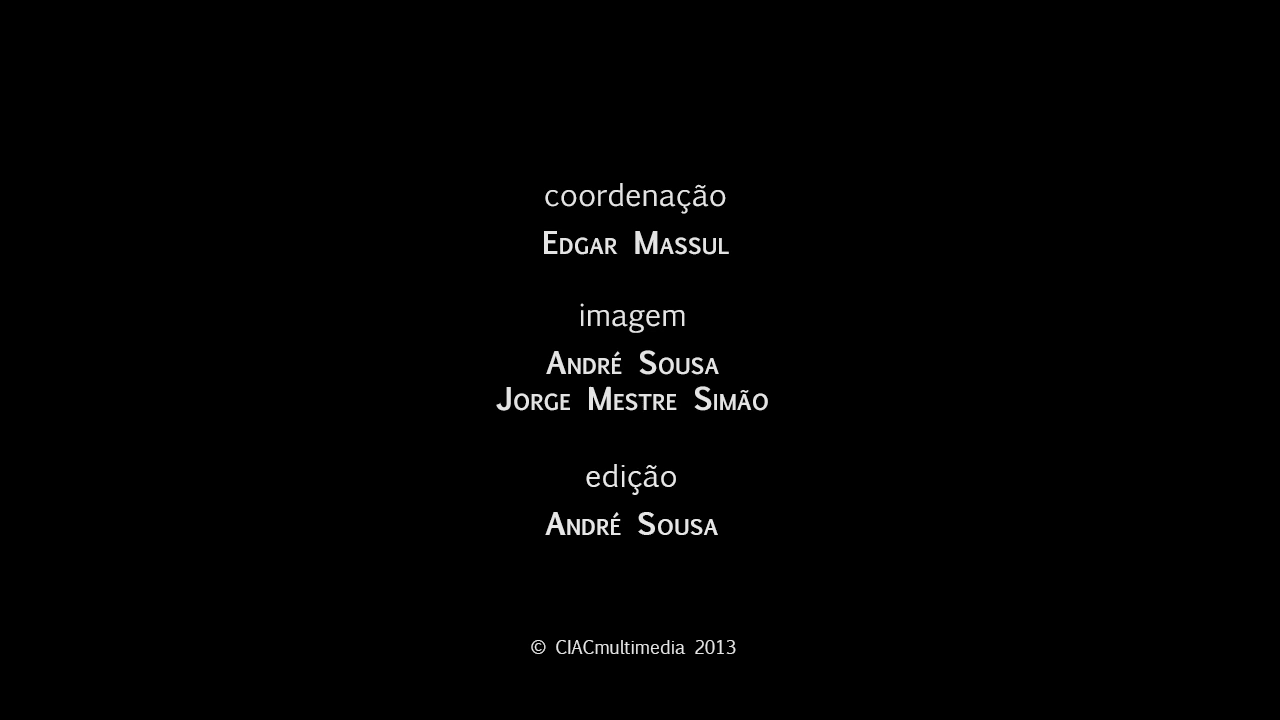 coordenação
Edgar Massul
imagem
André Sousa
Jorge Mestre Simão
edição
André Sousa
© CIACmultimedia 2013